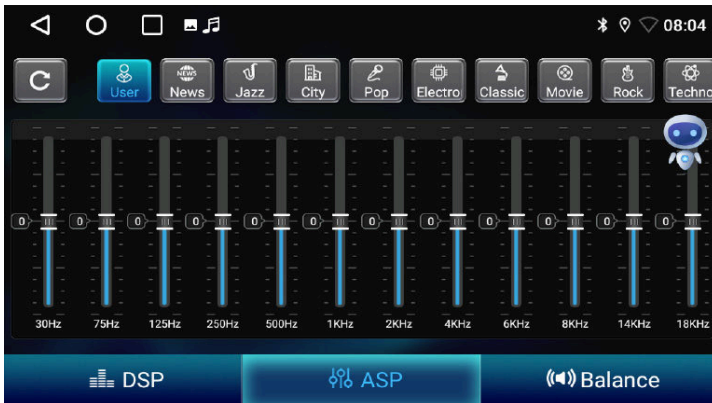 08:04
NEWS
User News Jazz City Pop Electro Classic Movie Rock Techno
0 0 0 0 0 0 0 0 0 0 0 0
30Hz 75Hz 125Hz 250Hz 500Hz 1KHz 2KHz 4KHz 6KHz 8KHz 14KHz 18KHz
DSP ASP Balance